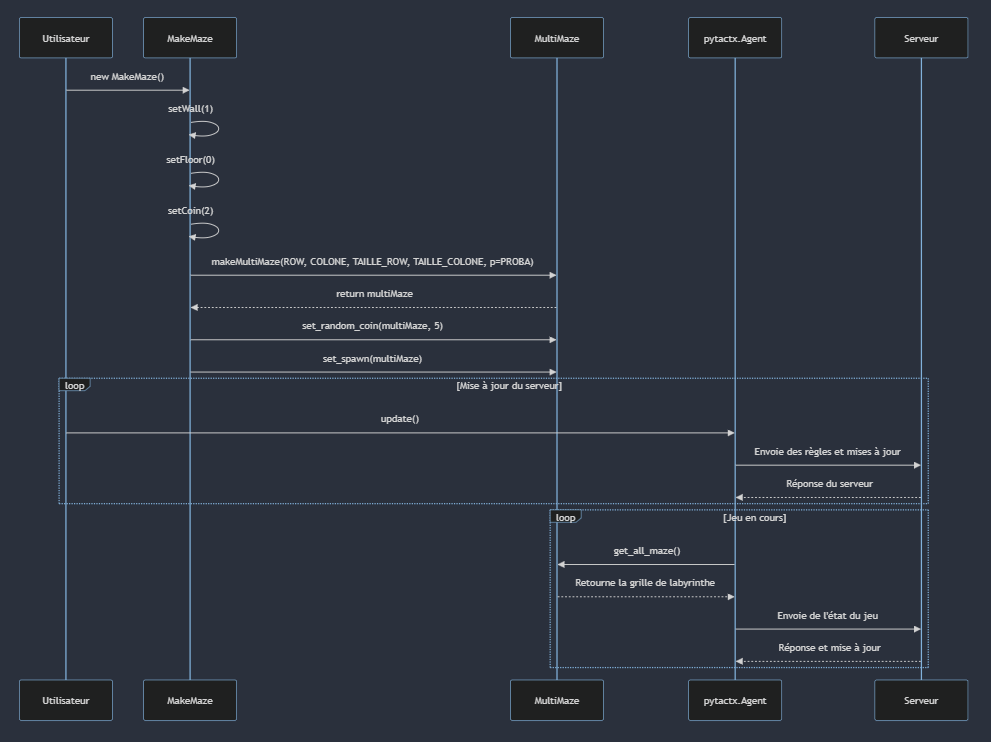 Utilisateur
MakeMaze
MultiMaze
pytactx.Agent
Serveur
new MakeMaze()
setWall(1)
setFloor(0)
setCoin(2)
makeMultiMaze(ROW, COLONE, TAILLE_ROW, TAILLE_COLONE, p=PROBA)
return multiMaze
set_random_coin(multiMaze, 5)
set_spawn(multiMaze)
loop
[Mise à jour du serveur]
update()
Envoie des règles et mises à jour
Réponse du serveur
loop
[Jeu en cours]
get_all_maze()
Retourne la grille de labyrinthe
Envoie de l'état du jeu
Réponse et mise à jour
Utilisateur
MakeMaze
MultiMaze
pytactx.Agent
Serveur